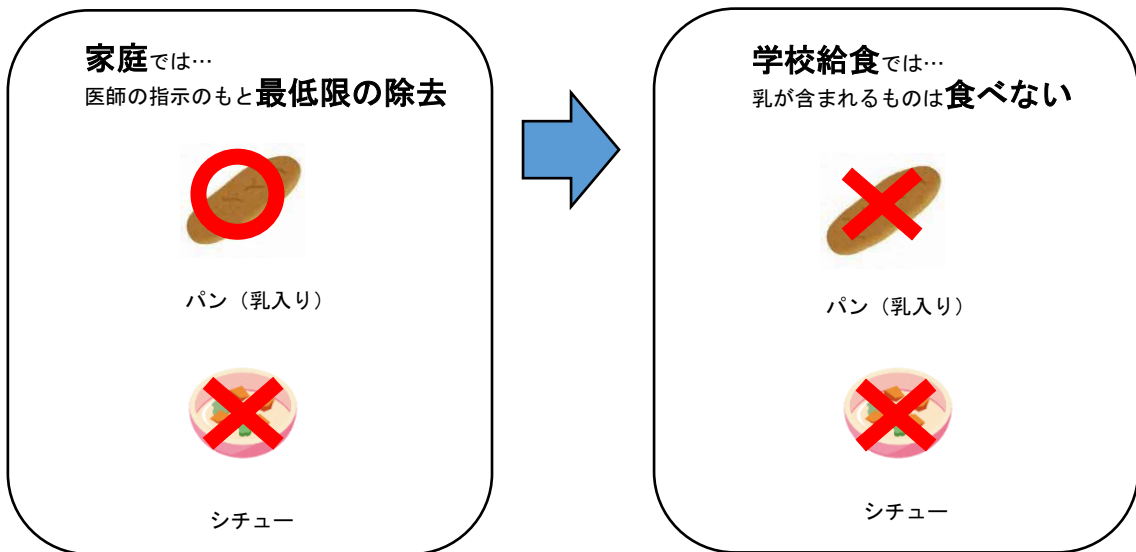 家庭では…
医師の指示のもと最低限の除去
パン（乳入り）
シチュー
学校給食では…
乳が含まれるものは食べない
パン（乳入り）
シチュー